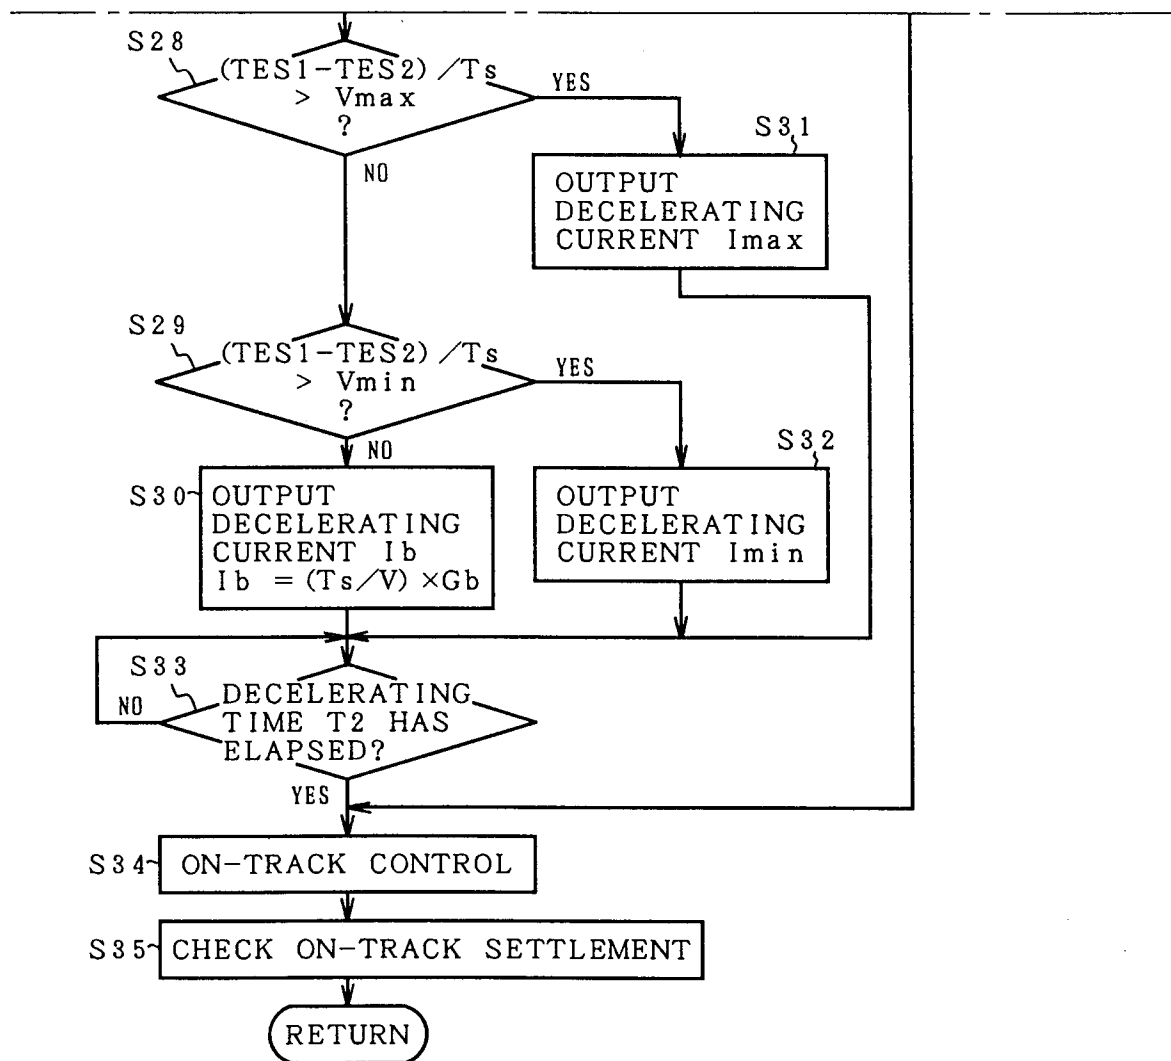 S28
(TES1-TES2)/Ts
> Vmax
?
YES
NO
S31
OUTPUT
DECELERATING
CURRENT Imax
S29
(TES1-TES2)/Ts
> Vmin
?
YES
NO
S32
S30
OUTPUT
DECELERATING
CURRENT Ib
Ib = (Ts/V) ×Gb
OUTPUT
DECELERATING
CURRENT Imin
S33
DECELERATING
TIME T2 HAS
ELAPSED?
NO
YES
S34
ON-TRACK CONTROL
S35
CHECK ON-TRACK SETTLEMENT
RETURN